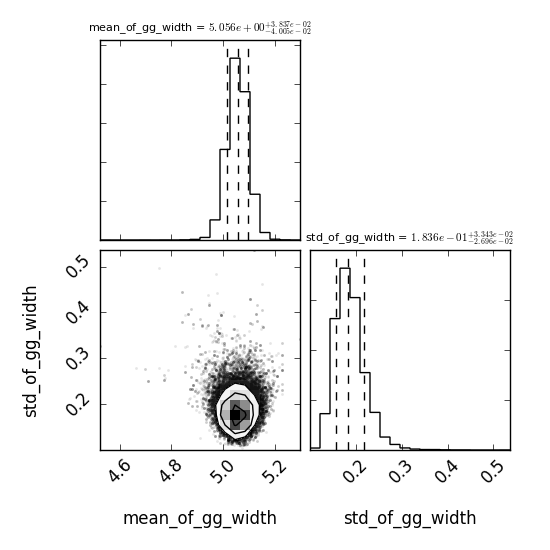 mean_of_gg_width = 5.056e+00 +3.837e-02 -4.005e-02
std_of_gg_width = 1.836e-01 +3.343e-02 -2.696e-02
0.5
0.4
0.3
0.2
std_of_gg_width
4.6 4.8 5.0 5.2
0.2 0.3 0.4 0.5
mean_of_gg_width
std_of_gg_width